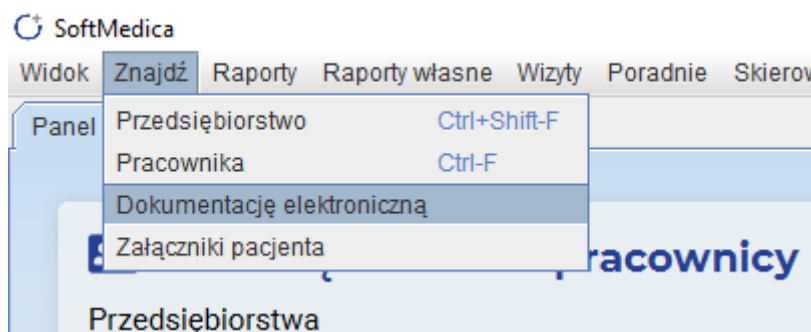 SoftMedica
Widok Znajdź Raporty Raporty własne Wizyty Poradnie
Panel
Przedsiębiorstwo Ctrl+Shift-F
Pracownika Ctrl-F
Dokumentację elektroniczną
Załączniki pacjenta
pracownicy
Przedsiębiorstwa